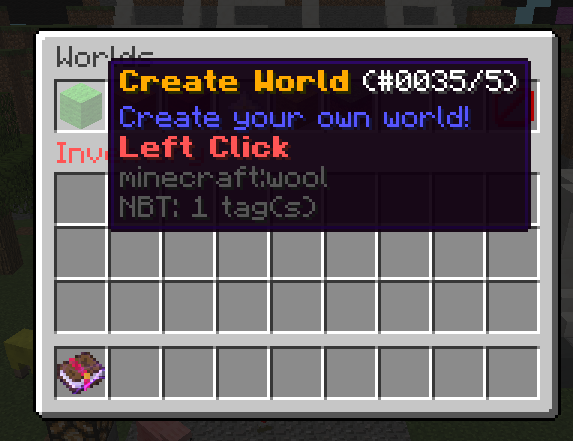 Worlds
Create World (#0035/5)
Create your own world!
Left Click
minecraft:wool
NBT: 1 tag(s)